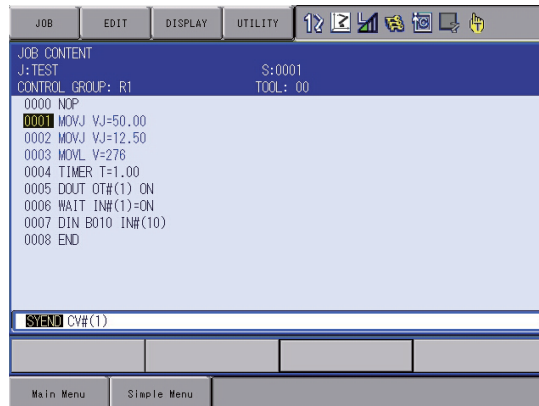 JOB EDIT DISPLAY UTILITY
JOB CONTENT
J:TEST S:0001
CONTROL GROUP: R1 TOOL: 00
0000 NOP
0001 MOVJ VJ=50.00
0002 MOVJ VJ=12.50
0003 MOVL V=276
0004 TIMER T=1.00
0005 DOUT OT#(1) ON
0006 WAIT IN#(1)=ON
0007 DIN B010 IN#(10)
0008 END
SYEND CV#(1)
Main Menu Simple Menu